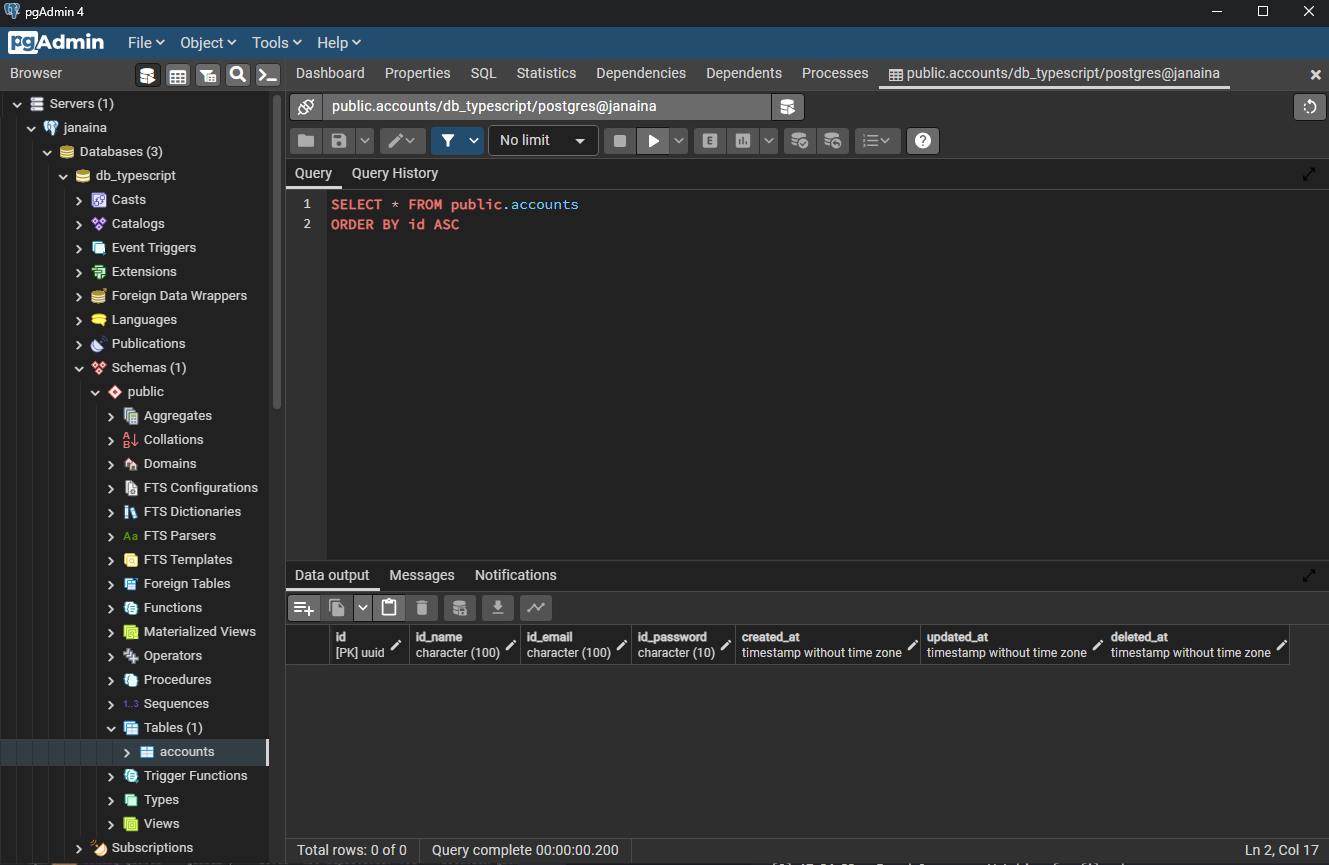 pgAdmin 4
pgAdmin File Object Tools Help
Browser
Dashboard Properties SQL Statistics Dependencies Dependents Processes public.accounts/db_typescript/postgres@janaina
Servers (1)
janaina
Databases (3)
db_typescript
Casts
Catalogs
Event Triggers
Extensions
Foreign Data Wrappers
Languages
Publications
Schemas (1)
public
Aggregates
Collations
Domains
FTS Configurations
FTS Dictionaries
Aa FTS Parsers
FTS Templates
Foreign Tables
Functions
Materialized Views
Operators
Procedures
1..3 Sequences
Tables (1)
accounts
Trigger Functions
Types
Views
Subscriptions
public.accounts/db_typescript/postgres@janaina
No limit E
Query Query History
1 SELECT * FROM public.accounts
2 ORDER BY id ASC
Data output Messages Notifications
id id_name id_email id_password created_at updated_at deleted_at
[PK] uuid character (100) character (100) character (10) timestamp without time zone timestamp without time zone timestamp without time zone
Total rows: 0 of 0 Query complete 00:00:00.200 Ln 2, Col 17